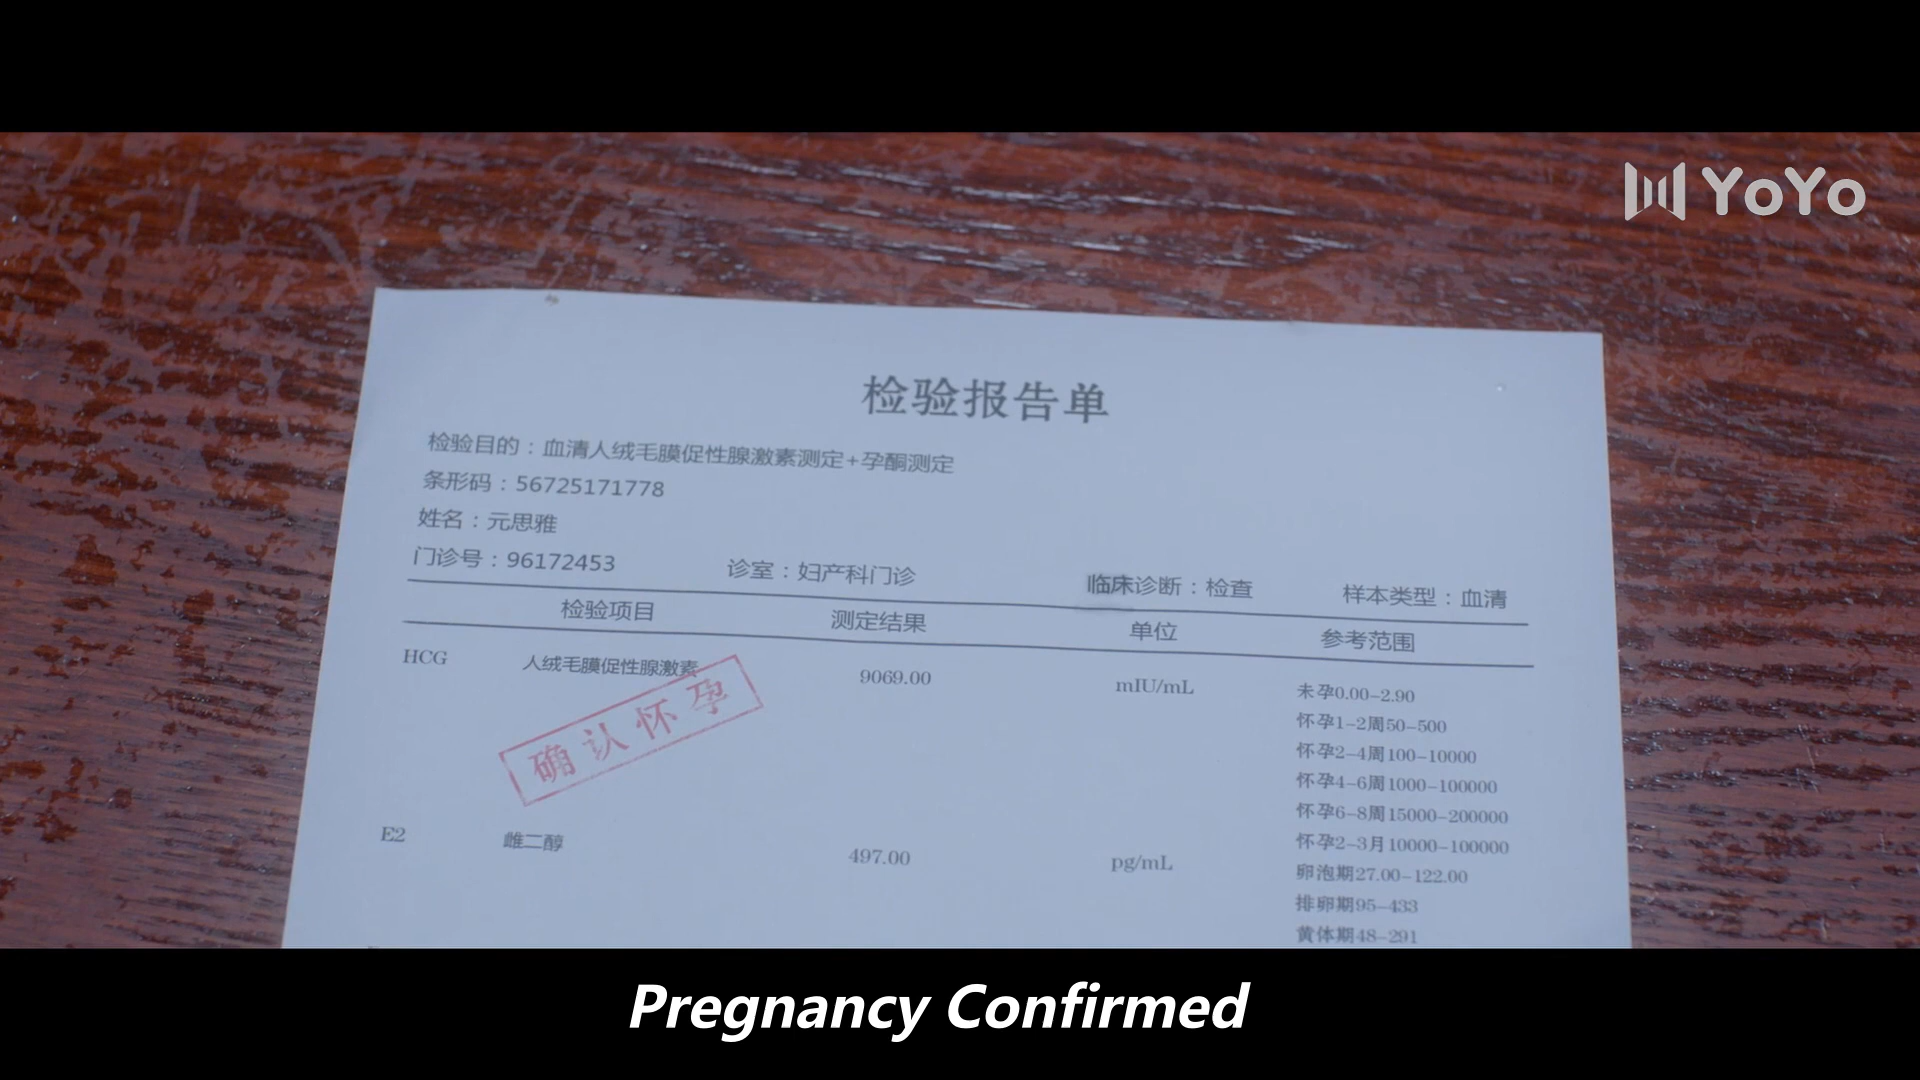 YoYo
检验报告单
检验目的：血清人绒毛膜促性腺激素测定+孕酮测定
条形码：56725171778
姓名：元思雅
门诊号：96172453 诊室：妇产科门诊 临床诊断：检查 样本类型：血清
检验项目 测定结果 单位 参考范围
HCG 人绒毛膜促性腺激素 9069.00 mIU/mL 未孕0.00-2.90
怀孕1-2周50-500
怀孕2-4周100-10000
怀孕4-6周1000-100000
怀孕6-8周15000-200000
怀孕2-3月10000-100000
确认怀孕
E2 雌二醇 497.00 pg/mL 卵泡期27.00-122.00
排卵期95-433
黄体期48-291
Pregnancy Confirmed